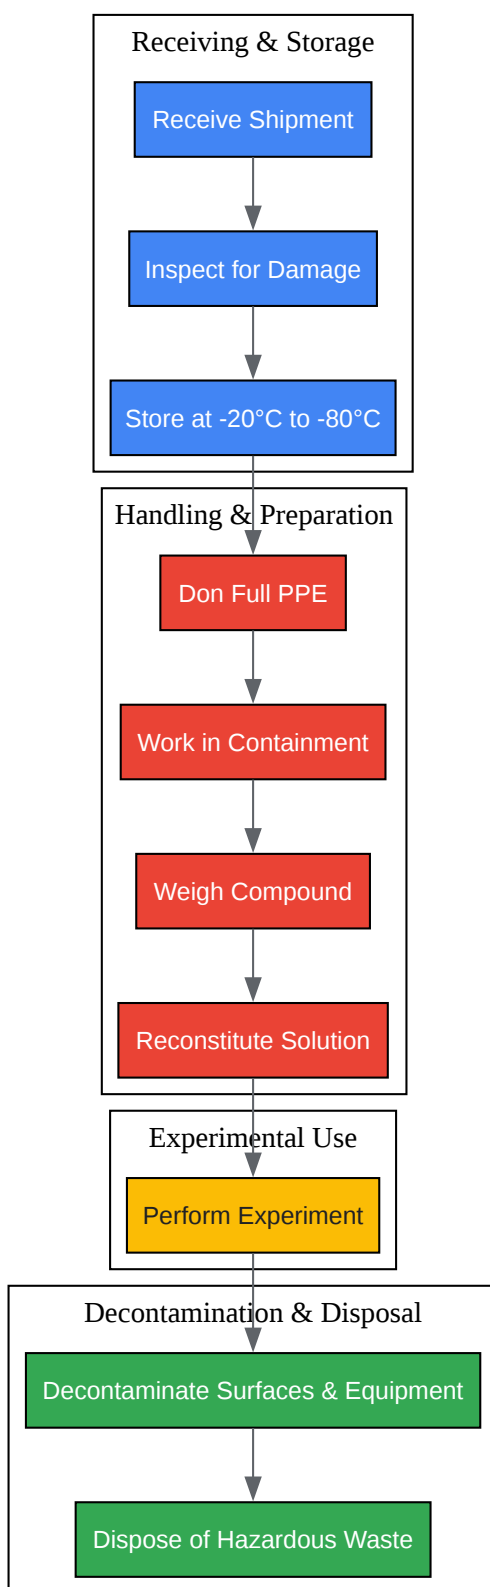 Receiving & Storage
Receive Shipment
Inspect for Damage
Store at -20°C to -80°C
Handling & Preparation
Don Full PPE
Work in Containment
Weigh Compound
Reconstitute Solution
Experimental Use
Perform Experiment
Decontamination & Disposal
Decontaminate Surfaces & Equipment
Dispose of Hazardous Waste